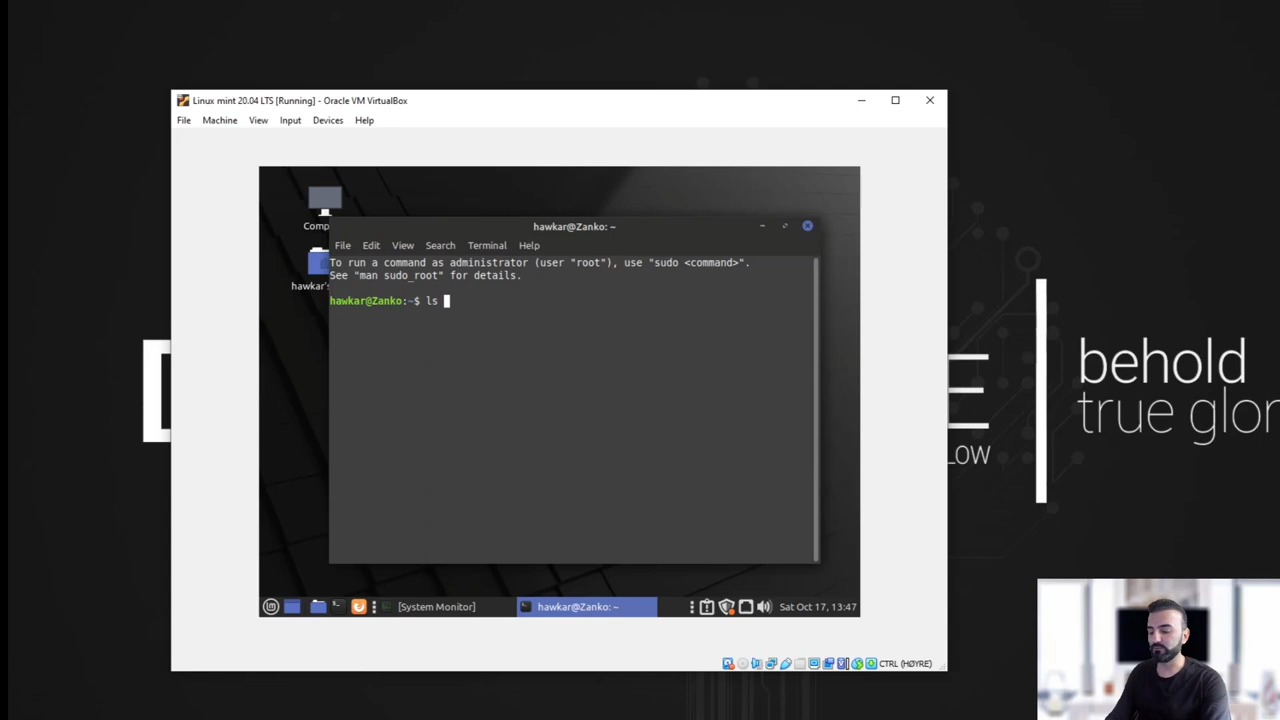 Linux mint 20.04 LTS [Running] - Oracle VM VirtualBox
File Machine View Input Devices Help
Comp
hawkar's
hawkar@Zanko: ~
File Edit View Search Terminal Help
To run a command as administrator (user "root"), use "sudo <command>".
See "man sudo_root" for details.
hawkar@Zanko:~$ ls
[System Monitor]
hawkar@Zanko: ~
Sat Oct 17, 13:47
CTRL (HØYRE)
D
E
LOW
behold
true glor